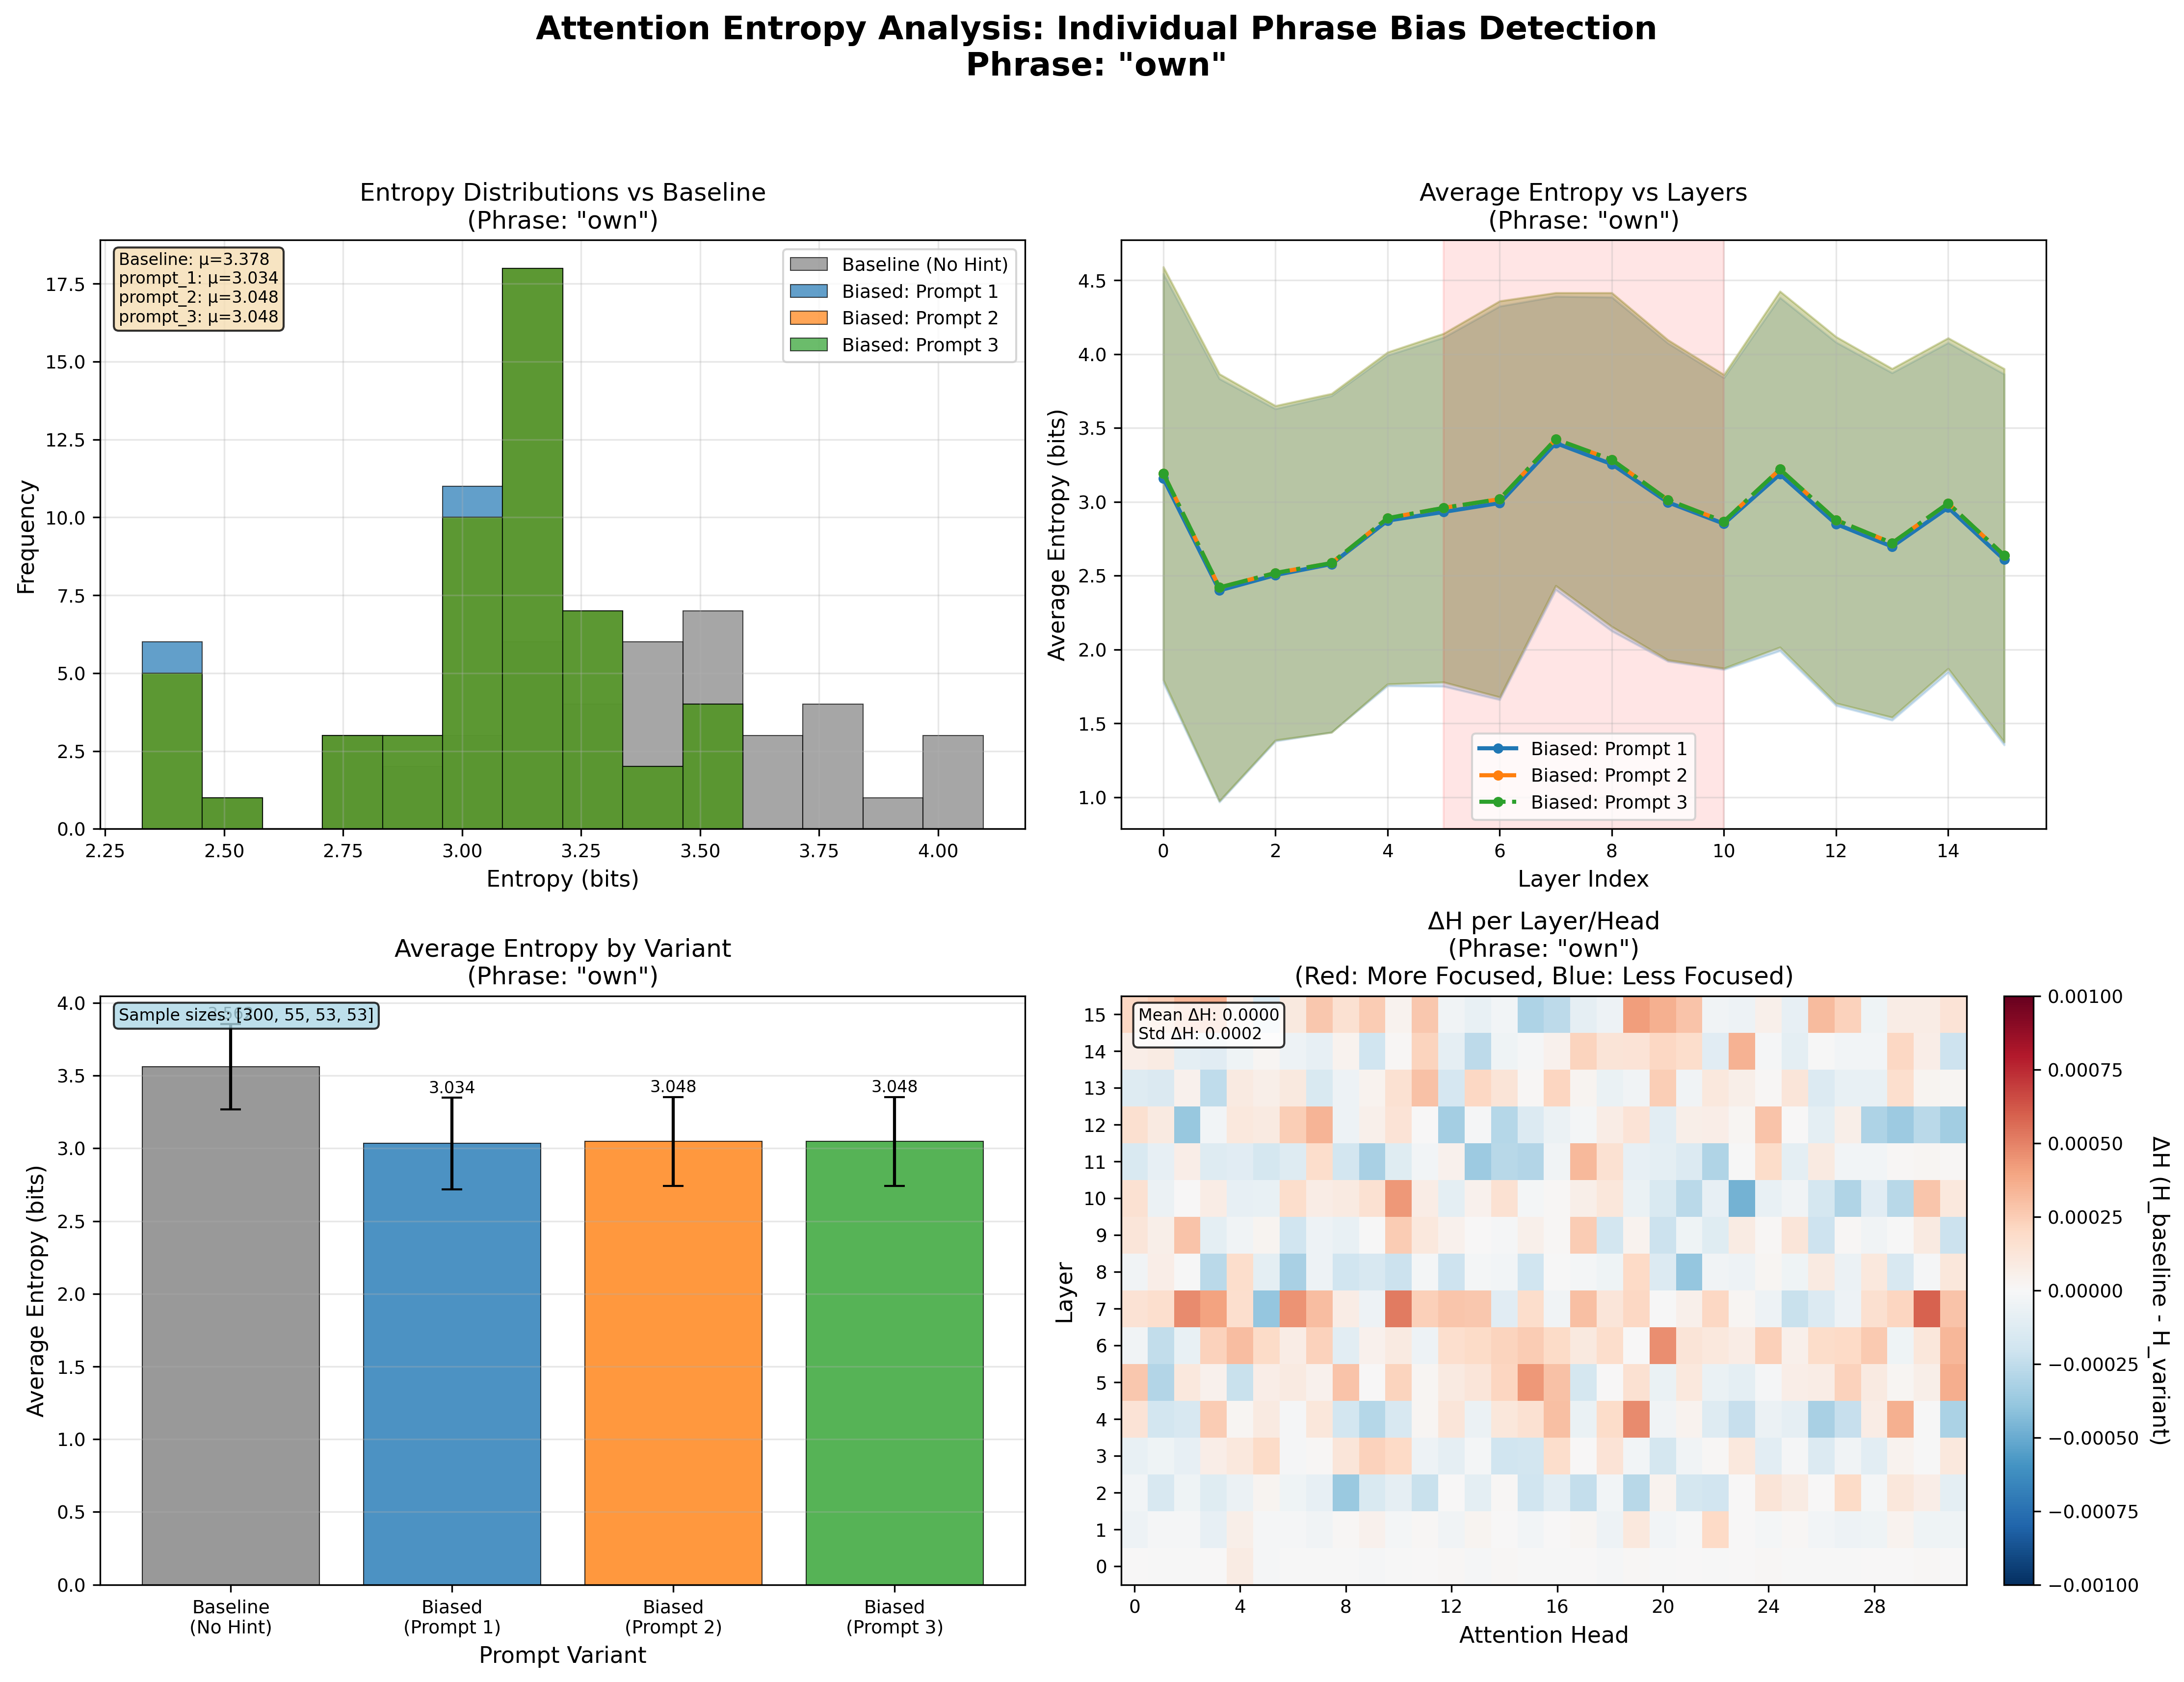 Attention Entropy Analysis: Individual Phrase Bias Detection
Phrase: "own"
Entropy Distributions vs Baseline
(Phrase: "own")
Baseline: μ=3.378
prompt_1: μ=3.034
prompt_2: μ=3.048
prompt_3: μ=3.048
Baseline (No Hint)
Biased: Prompt 1
Biased: Prompt 2
Biased: Prompt 3
17.5
15.0
12.5
10.0
7.5
5.0
2.5
0.0
Frequency
2.25 2.50 2.75 3.00 3.25 3.50 3.75 4.00
Entropy (bits)
Average Entropy vs Layers
(Phrase: "own")
4.5
4.0
3.5
3.0
2.5
2.0
1.5
1.0
Average Entropy (bits)
Biased: Prompt 1
Biased: Prompt 2
Biased: Prompt 3
0 2 4 6 8 10 12 14
Layer Index
Average Entropy by Variant
(Phrase: "own")
Sample sizes: [300, 55, 53, 53]
3.034
3.048
3.048
4.0
3.5
3.0
2.5
2.0
1.5
1.0
0.5
0.0
Average Entropy (bits)
Baseline
(No Hint)
Biased
(Prompt 1)
Biased
(Prompt 2)
Biased
(Prompt 3)
Prompt Variant
ΔH per Layer/Head
(Phrase: "own")
(Red: More Focused, Blue: Less Focused)
Mean ΔH: 0.0000
Std ΔH: 0.0002
15
14
13
12
11
10
9
8
7
6
5
4
3
2
1
0
Layer
0 4 8 12 16 20 24 28
Attention Head
0.00100
0.00075
0.00050
0.00025
0.00000
−0.00025
−0.00050
−0.00075
−0.00100
ΔH (H_baseline - H_variant)